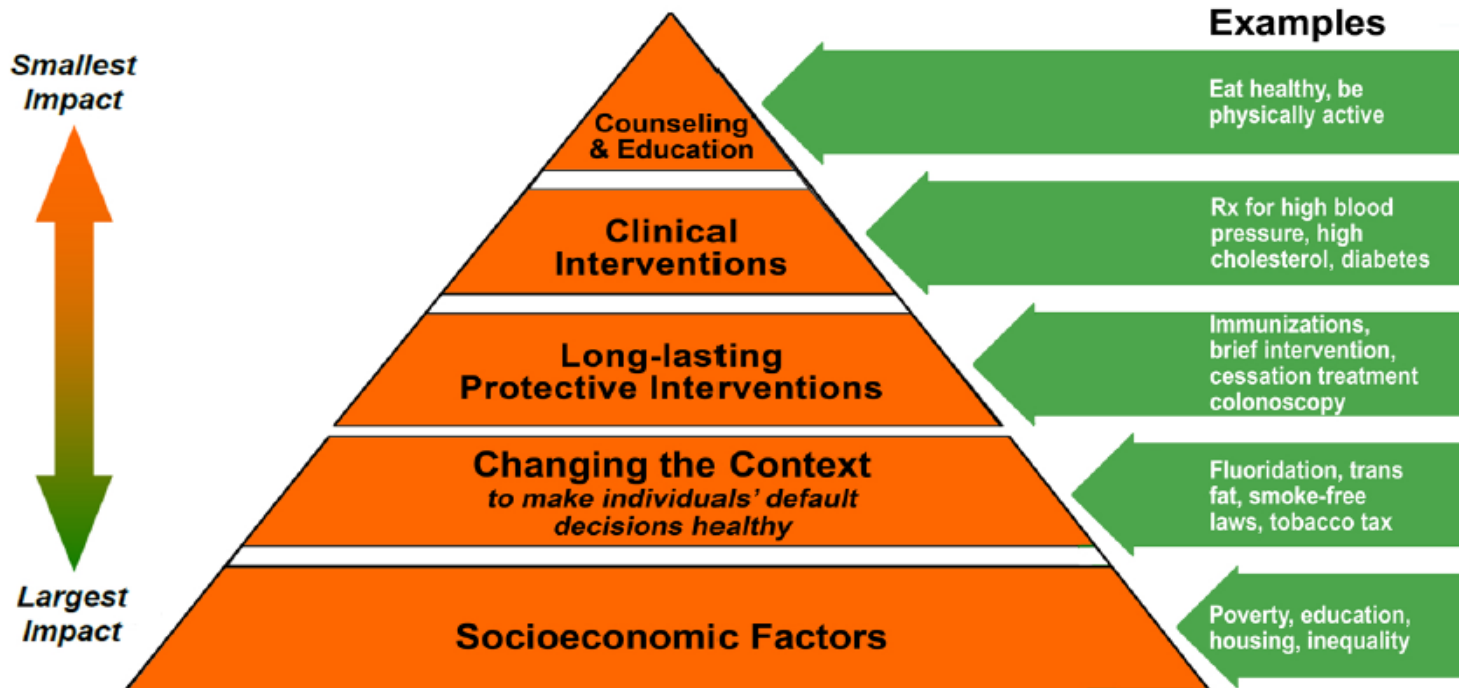 Examples
Smallest
Impact
Counseling
& Education
Eat healthy, be
physically active
Clinical
Interventions
Rx for high blood
pressure, high
cholesterol, diabetes
Long-lasting
Protective Interventions
Immunizations,
brief intervention,
cessation treatment
colonoscopy
Changing the Context
to make individuals’ default
decisions healthy
Fluoridation, trans
fat, smoke-free
laws, tobacco tax
Largest
Impact
Socioeconomic Factors
Poverty, education,
housing, inequality